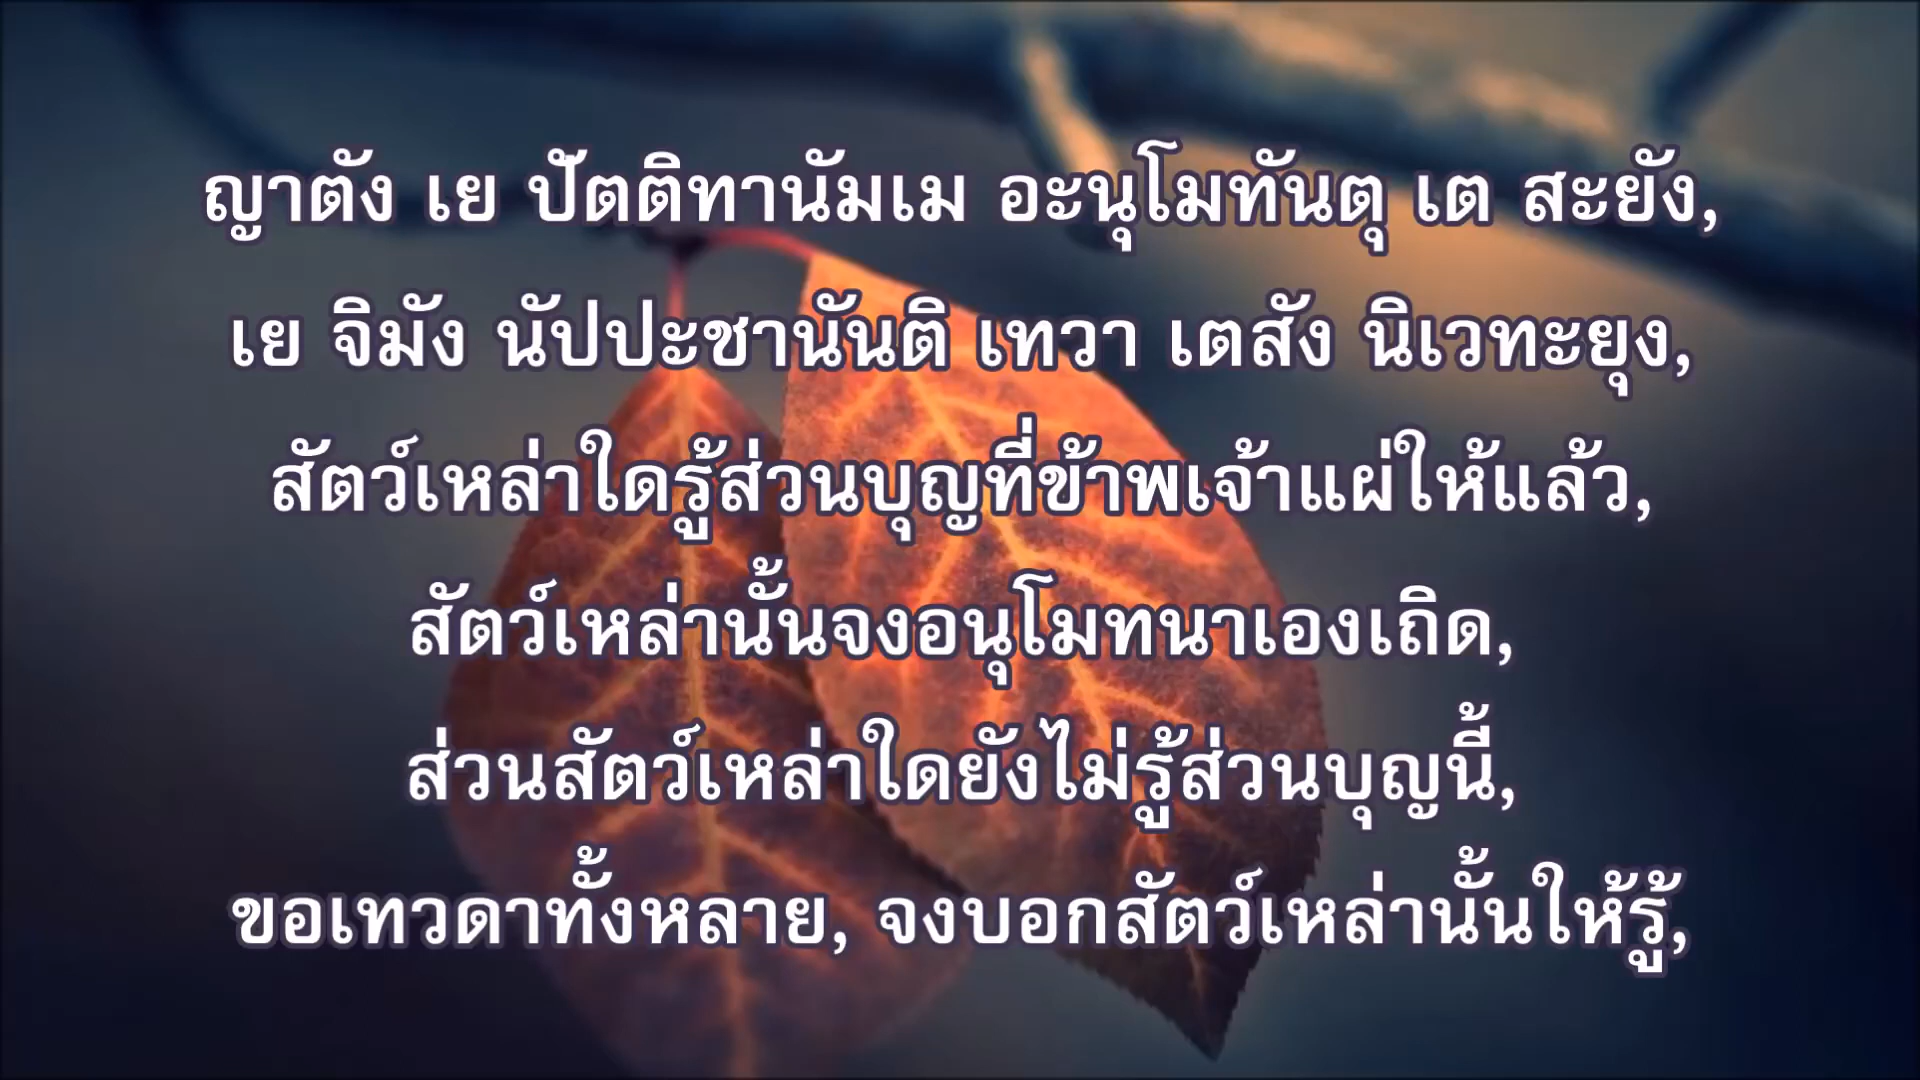 ญาตัง เย ปัตติทานัมเม อะนุโมทันตุ เต สะยัง,
เย จิมัง นัปปะชานันติ เทวา เตสัง นิเวทะยุง,
สัตว์เหล่าใดรู้ส่วนบุญที่ข้าพเจ้าแผ่ให้แล้ว,
สัตว์เหล่านั้นจงอนุโมทนาเองเถิด,
ส่วนสัตว์เหล่าใดยังไม่รู้ส่วนบุญนี้,
ขอเทวดาทั้งหลาย, จงบอกสัตว์เหล่านั้นให้รู้,